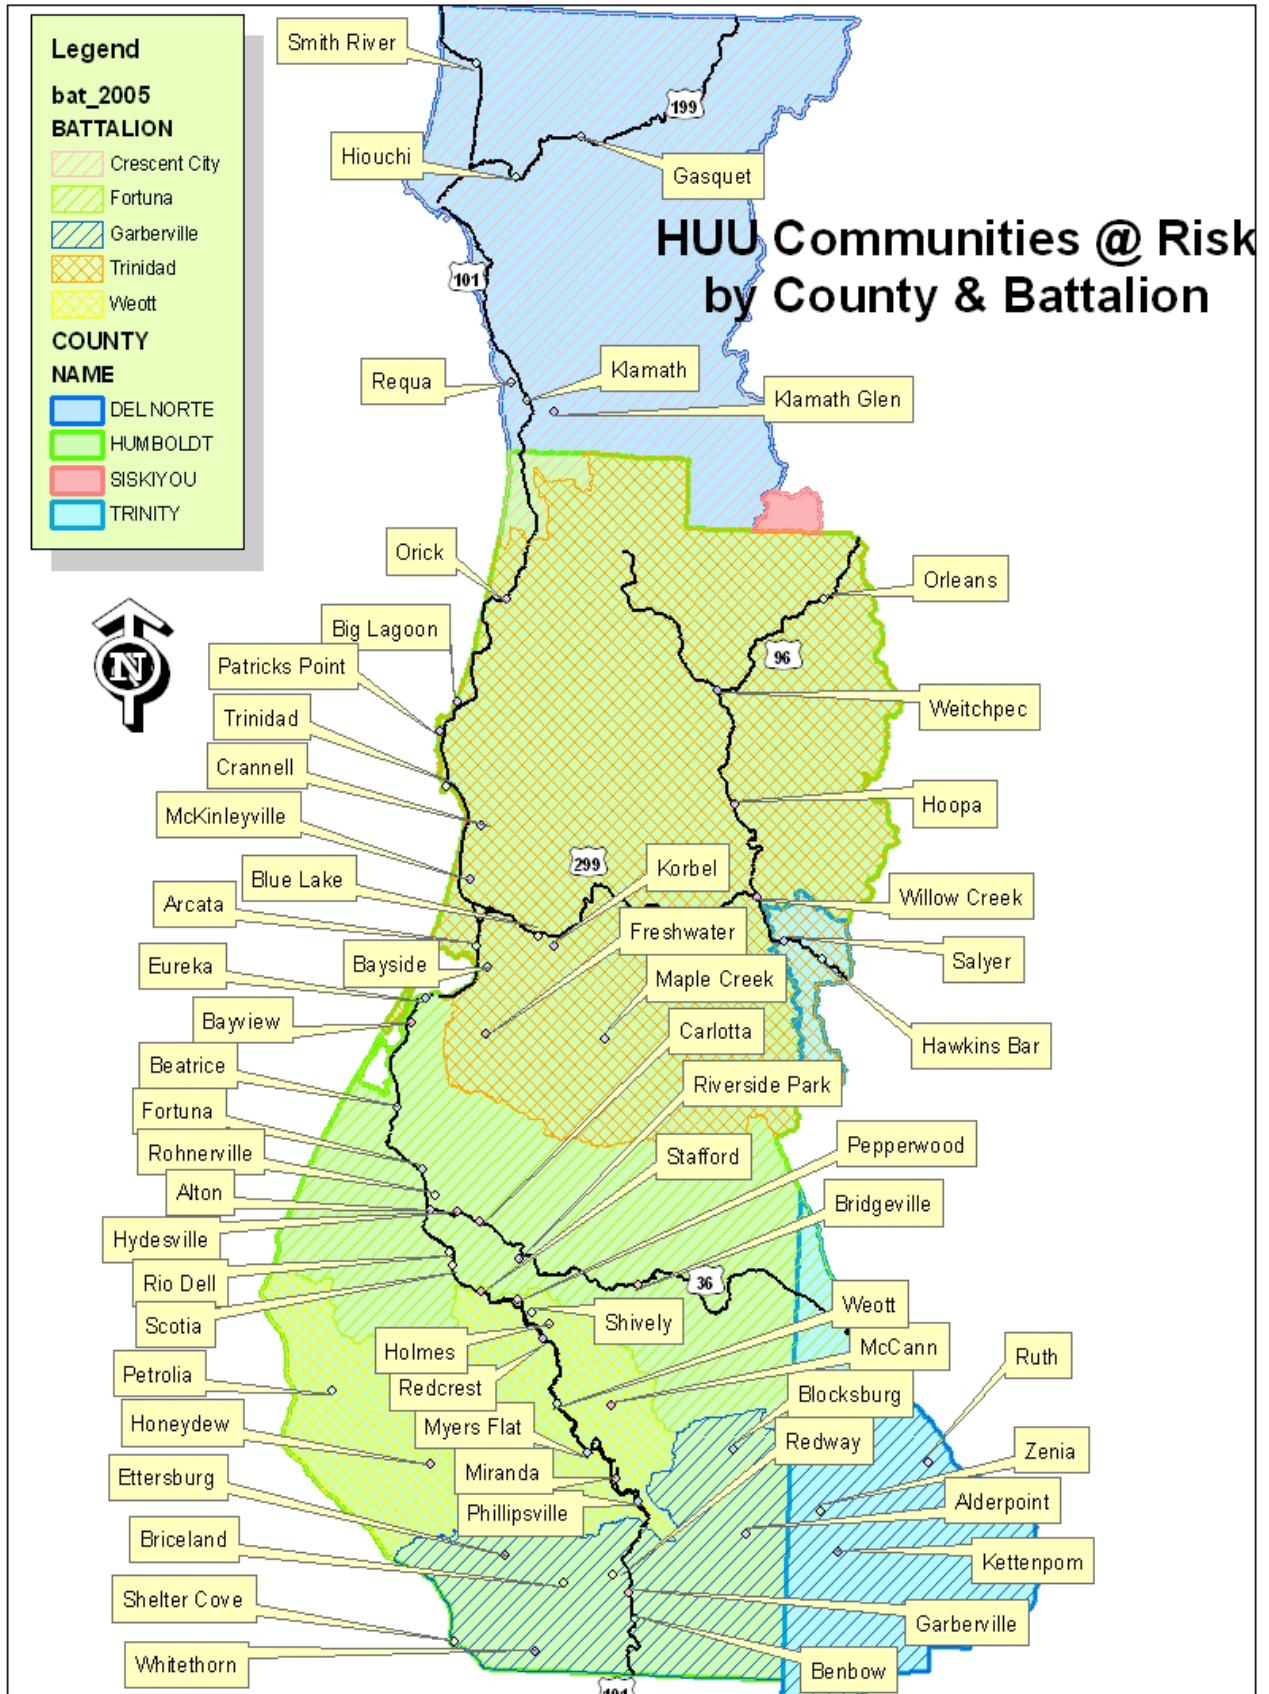 Legend
bat_2005
BATTALION
Crescent City
Fortuna
Garberville
Trinidad
Weott
COUNTY
NAME
DEL NORTE
HUMBOLDT
SISKIYOU
TRINITY
HUU Communities @ Risk
by County & Battalion
N
Smith River
199
Hiouchi
Gasquet
101
Requa
Klamath
Klamath Glen
Orick
Orleans
Big Lagoon
96
Patricks Point
Weitchpec
Trinidad
Crannell
Hoopa
McKinleyville
299
Korbel
Blue Lake
Willow Creek
Arcata
Freshwater
Eureka
Bayside
Salyer
Maple Creek
Bayview
Carlotta
Hawkins Bar
Beatrice
Riverside Park
Fortuna
Rohnerville
Stafford
Pepperwood
Alton
Bridgeville
Hydesville
Rio Dell
36
Weott
Scotia
Shively
Holmes
McCann
Ruth
Petrolia
Redcrest
Blocksburg
Honeydew
Myers Flat
Redway
Zenia
Ettersburg
Miranda
Alderpoint
Phillipsville
Briceland
Kettenpom
Shelter Cove
Garberville
Whitethorn
Benbow
101